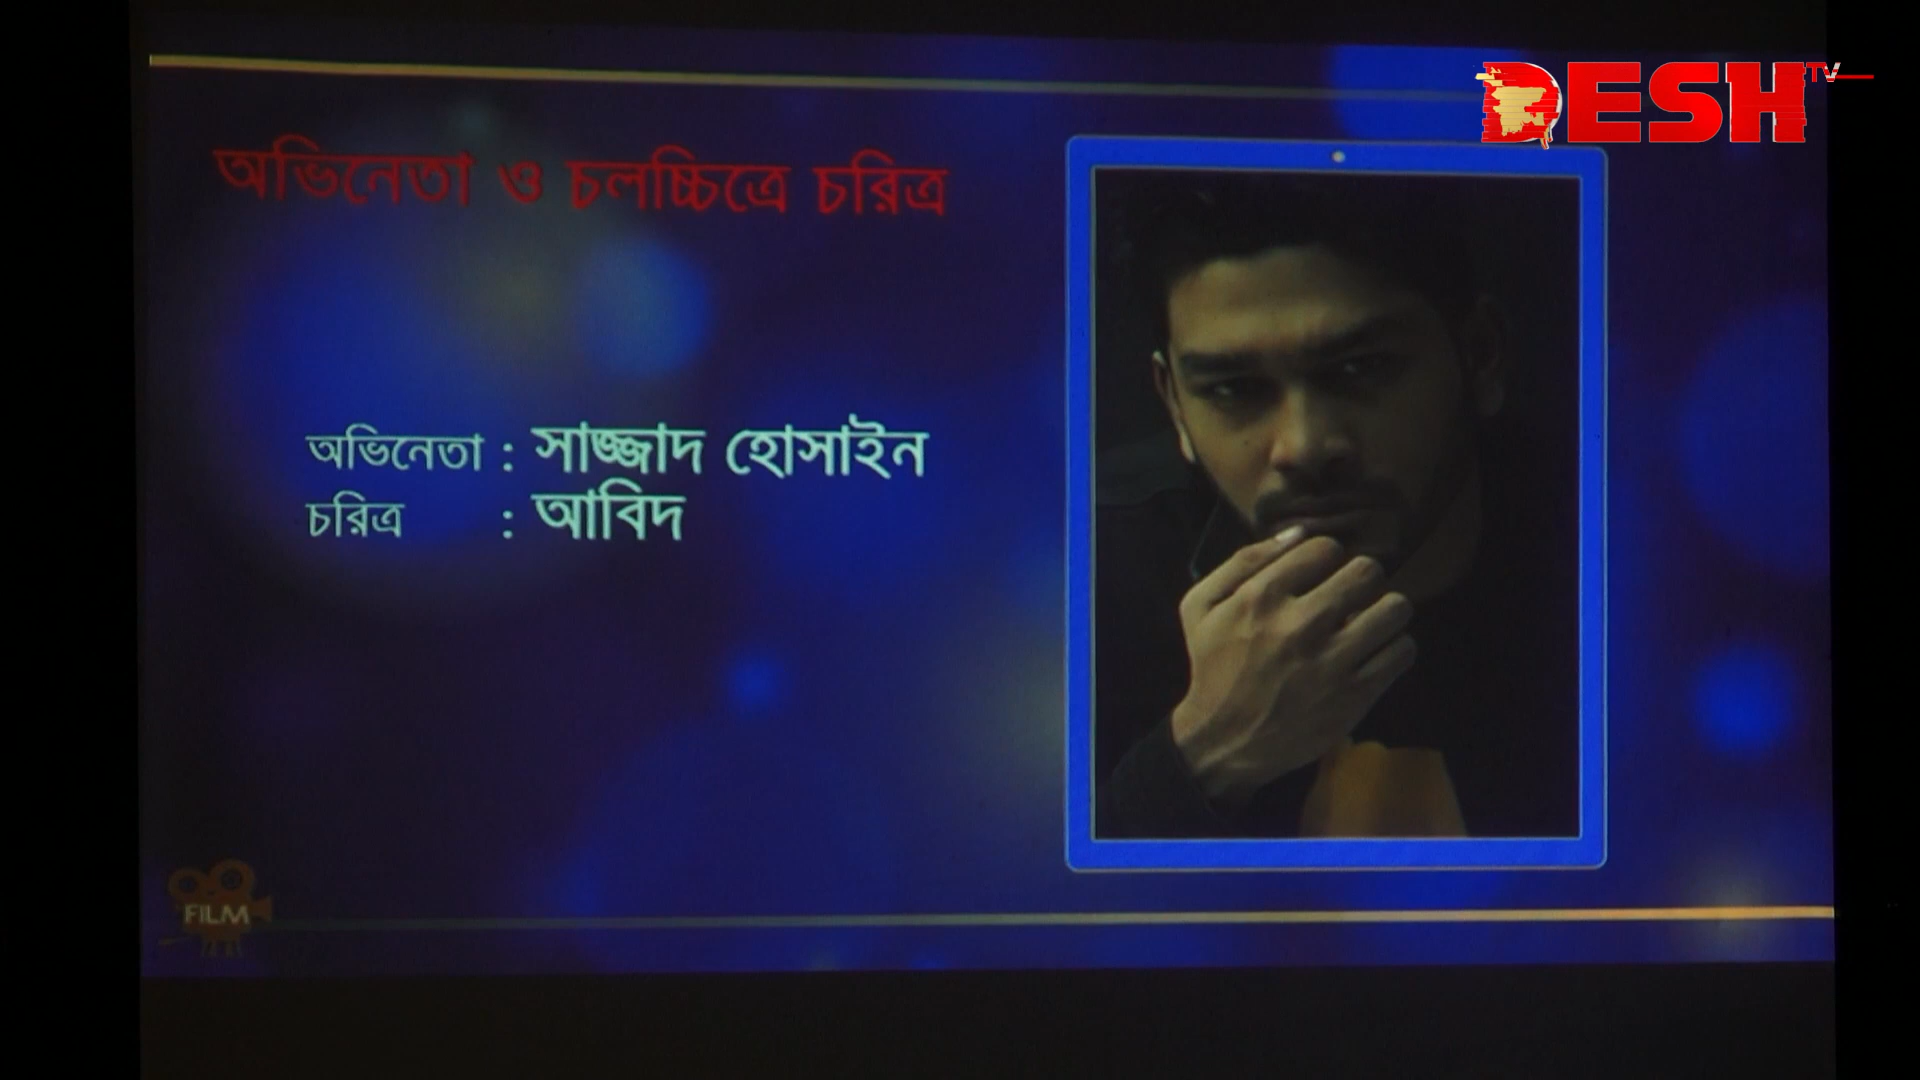 DESH TV
অভিনেতা ও চলচ্চিত্রে চরিত্র
অভিনেতা : সাজ্জাদ হোসাইন
চরিত্র : আবিদ
FILM